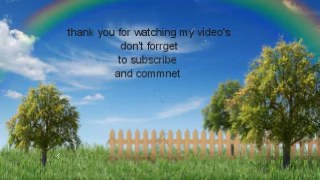 thank you for watching my video's
don't forrget
to subscribe
and commnet